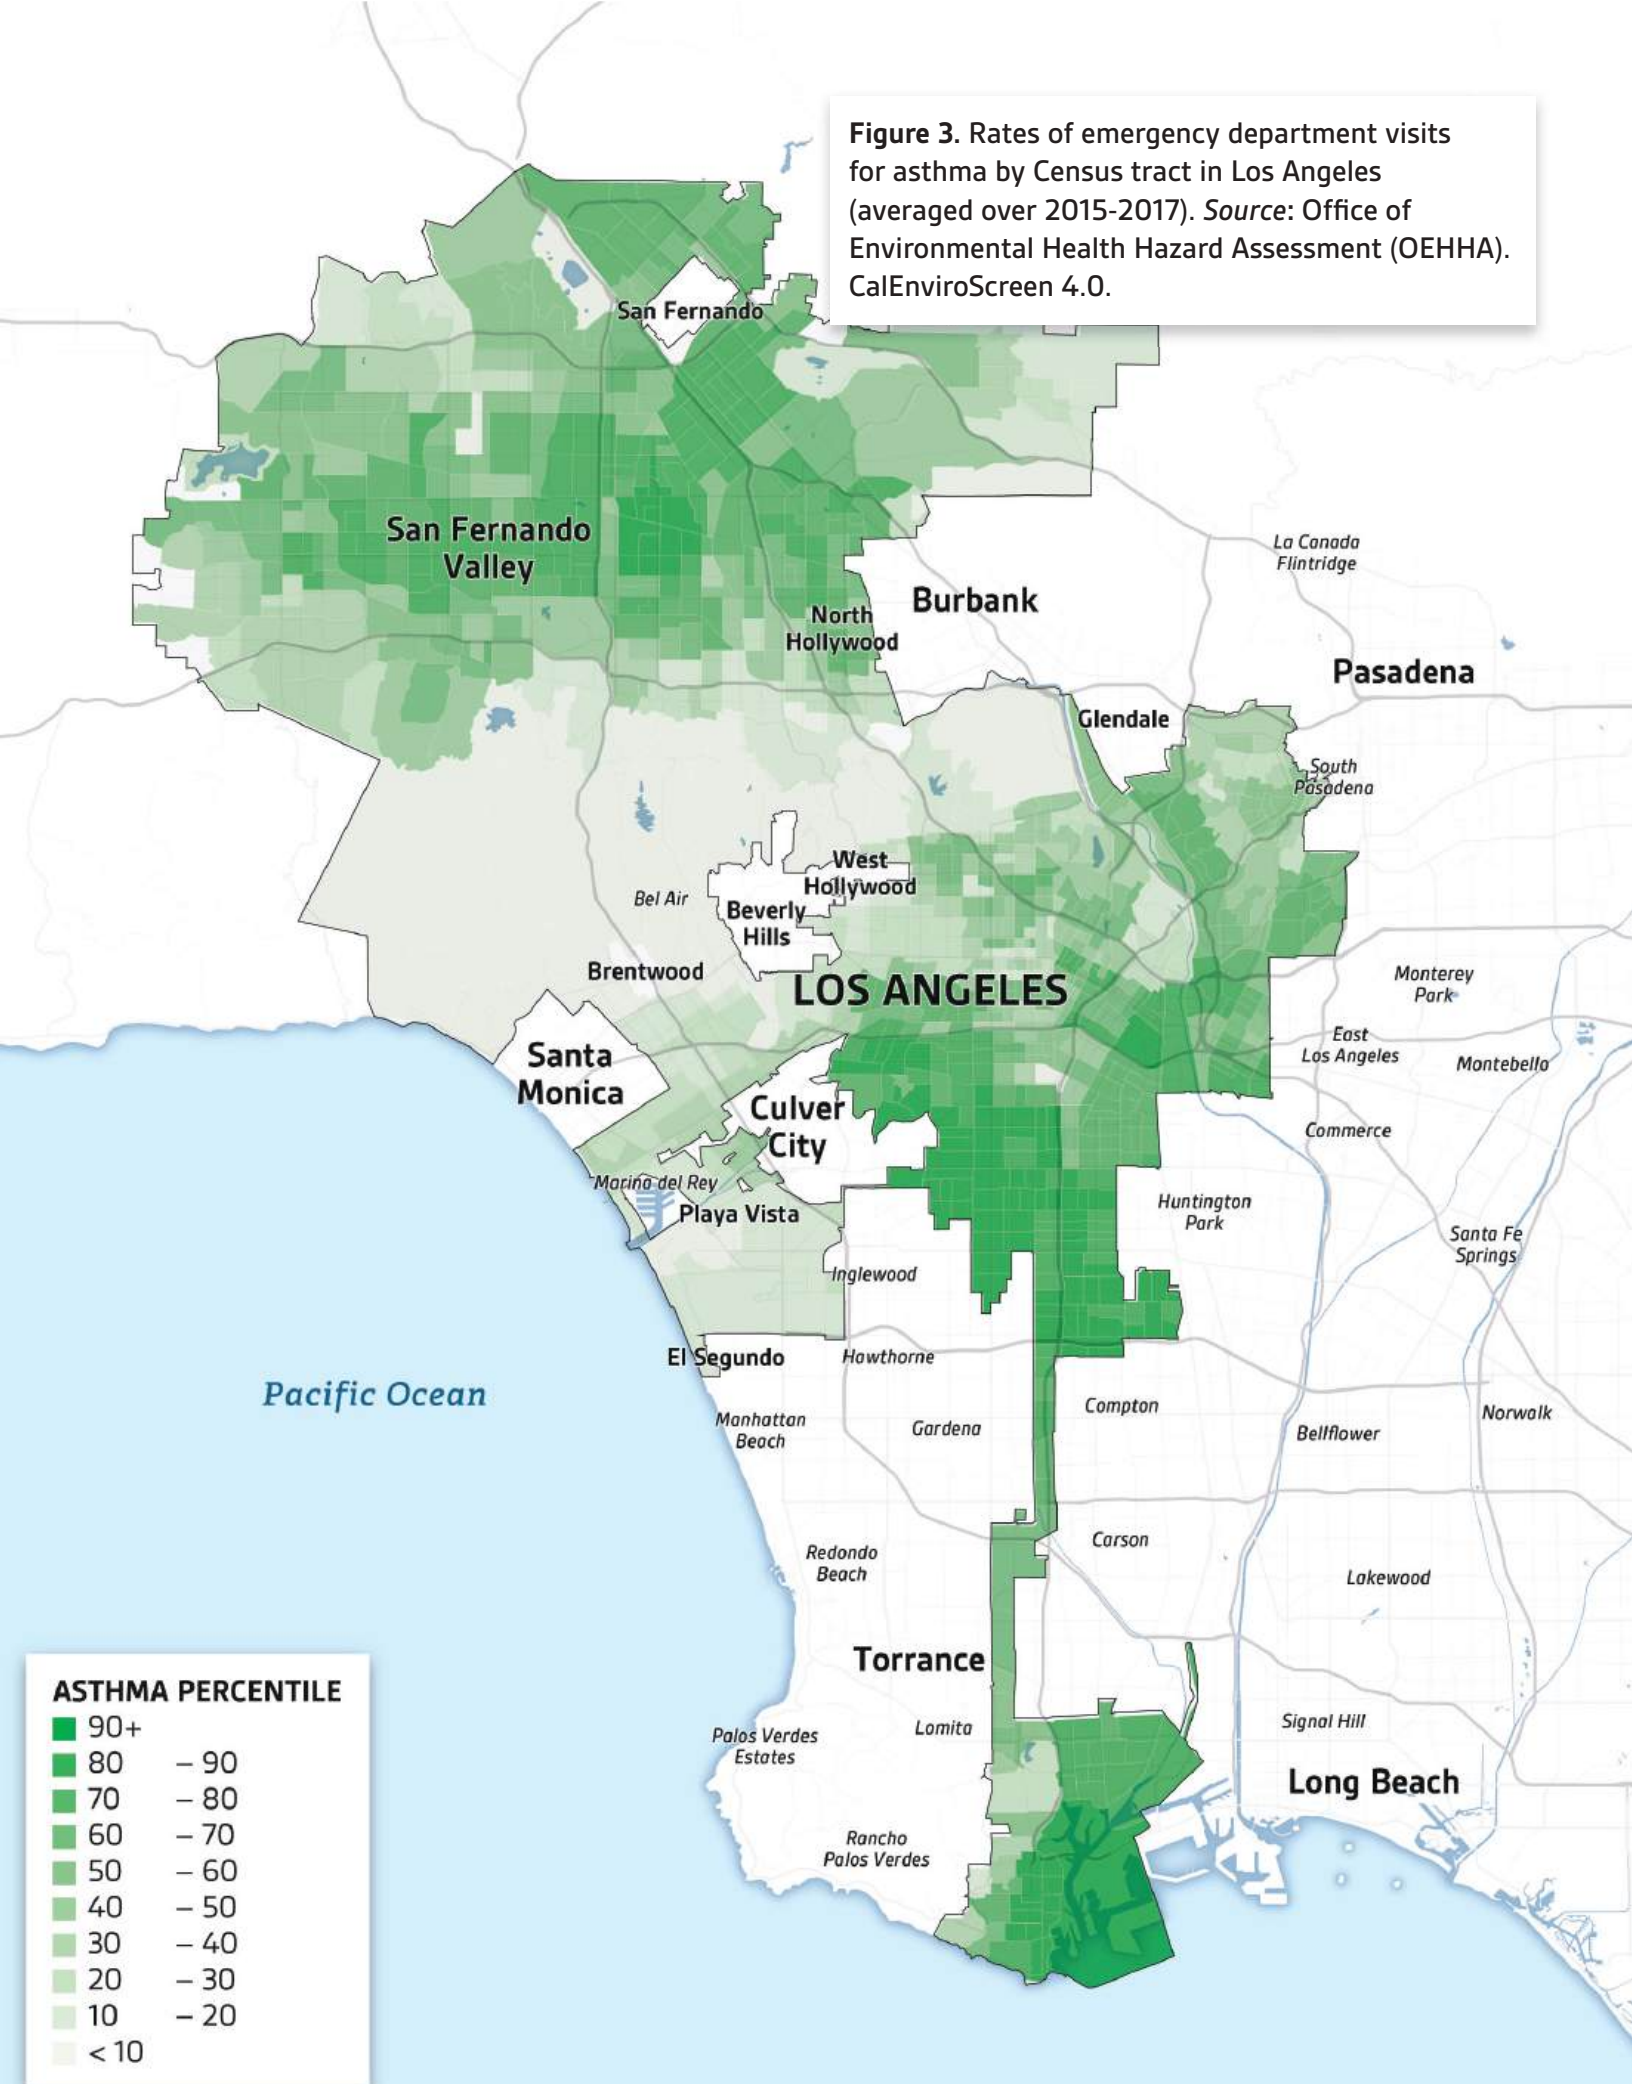 Figure 3. Rates of emergency department visits
for asthma by Census tract in Los Angeles
(averaged over 2015-2017). Source: Office of
Environmental Health Hazard Assessment (OEHHA).
CalEnviroScreen 4.0.
San Fernando
San Fernando
Valley
La Canada
Flintridge
Burbank
North
Hollywood
Pasadena
Glendale
South
Pasadena
West
Hollywood
Bel Air
Beverly
Hills
Brentwood
LOS ANGELES
Monterey
Park
East
Los Angeles
Montebello
Santa
Monica
Culver
City
Commerce
Marina del Rey
Playa Vista
Huntington
Park
Santa Fe
Springs
Inglewood
El Segundo
Hawthorne
Pacific Ocean
Manhattan
Beach
Gardena
Compton
Bellflower
Norwalk
Redondo
Beach
Carson
Lakewood
Torrance
Palos Verdes
Estates
Lomita
Signal Hill
Long Beach
Rancho
Palos Verdes
ASTHMA PERCENTILE
90+
80 – 90
70 – 80
60 – 70
50 – 60
40 – 50
30 – 40
20 – 30
10 – 20
< 10